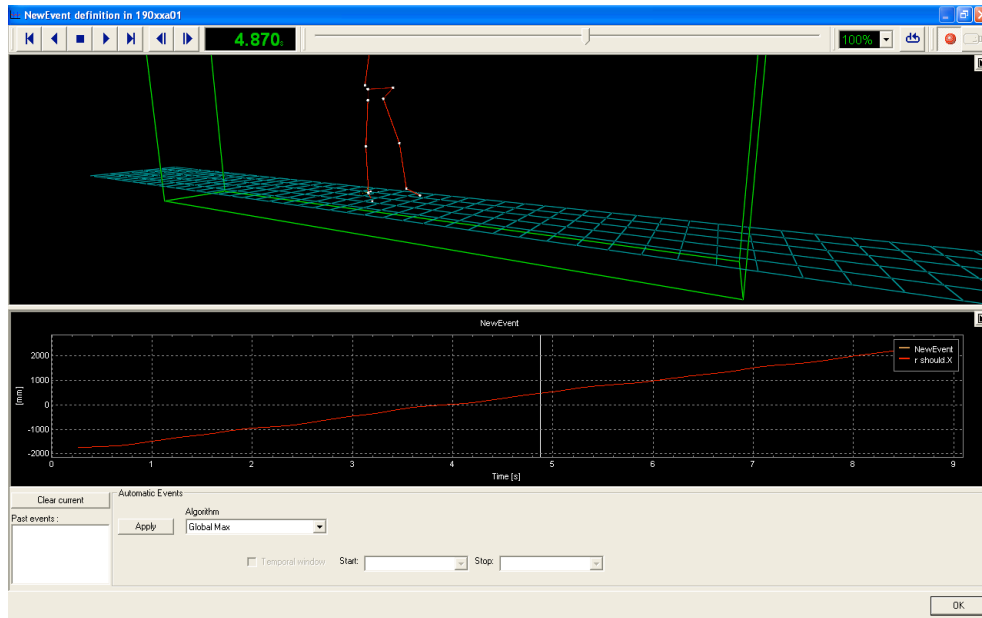 NewEvent definition in 190xxa01
4.870s
100%
NewEvent
NewEvent
r should.X
[mm]
2000
1000
0
-1000
-2000
0 1 2 3 4 5 6 7 8 9
Time [s]
Clear current
Past events :
Automatic Events
Algorithm
Apply
Global Max
Temporal window
Start:
Stop:
OK